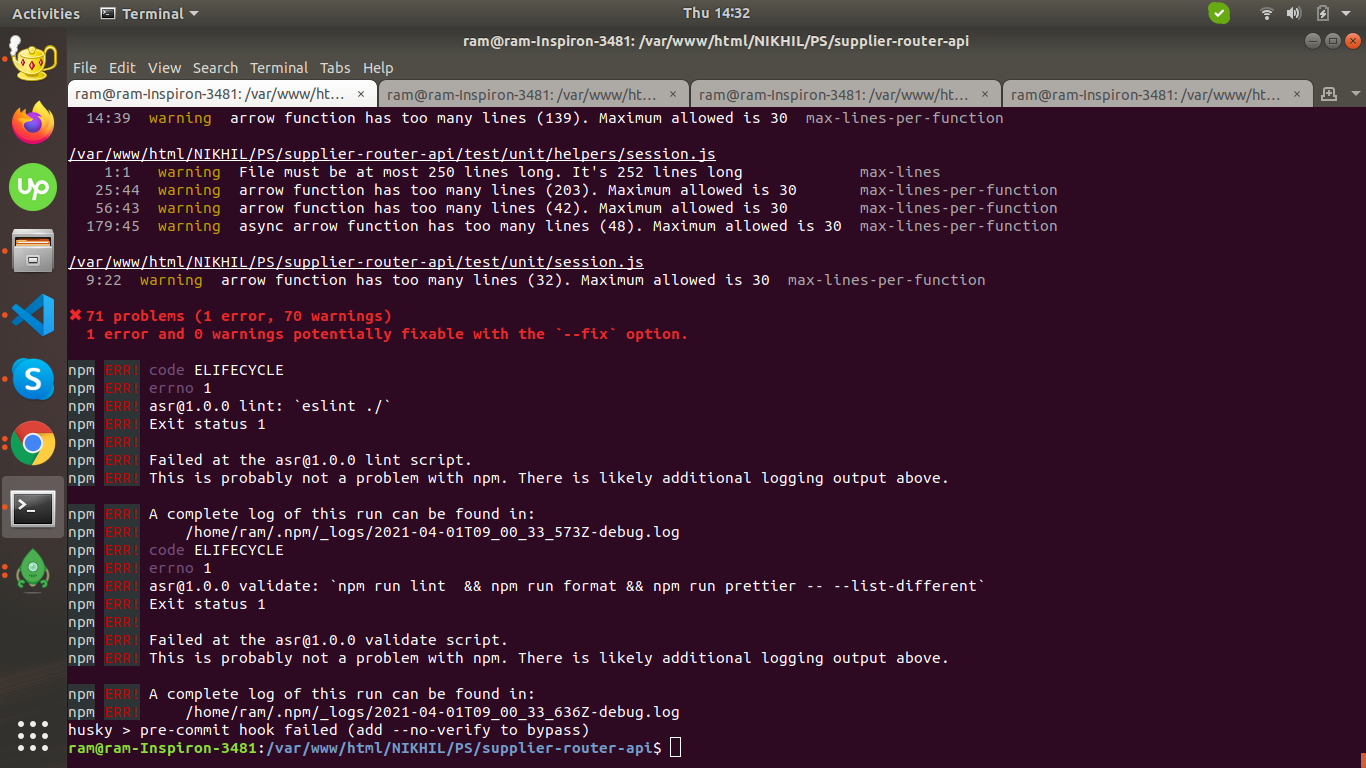 Activities Terminal Thu 14:32
ram@ram-Inspiron-3481: /var/www/html/NIKHIL/PS/supplier-router-api
File Edit View Search Terminal Tabs Help
ram@ram-Inspiron-3481: /var/www/ht... × ram@ram-Inspiron-3481: /var/www/ht... × ram@ram-Inspiron-3481: /var/www/ht... × ram@ram-Inspiron-3481: /var/www/ht... ×
14:39 warning arrow function has too many lines (139). Maximum allowed is 30 max-lines-per-function
/var/www/html/NIKHIL/PS/supplier-router-api/test/unit/helpers/session.js
1:1 warning File must be at most 250 lines long. It's 252 lines long max-lines
25:44 warning arrow function has too many lines (203). Maximum allowed is 30 max-lines-per-function
56:43 warning arrow function has too many lines (42). Maximum allowed is 30 max-lines-per-function
179:45 warning async arrow function has too many lines (48). Maximum allowed is 30 max-lines-per-function
/var/www/html/NIKHIL/PS/supplier-router-api/test/unit/session.js
9:22 warning arrow function has too many lines (32). Maximum allowed is 30 max-lines-per-function
✖ 71 problems (1 error, 70 warnings)
1 error and 0 warnings potentially fixable with the `--fix` option.
npm ERR! code ELIFECYCLE
npm ERR! errno 1
npm ERR! asr@1.0.0 lint: `eslint ./`
npm ERR! Exit status 1
npm ERR!
npm ERR! Failed at the asr@1.0.0 lint script.
npm ERR! This is probably not a problem with npm. There is likely additional logging output above.
npm ERR! A complete log of this run can be found in:
npm ERR! /home/ram/.npm/_logs/2021-04-01T09_00_33_573Z-debug.log
npm ERR! code ELIFECYCLE
npm ERR! errno 1
npm ERR! asr@1.0.0 validate: `npm run lint  && npm run format && npm run prettier -- --list-different`
npm ERR! Exit status 1
npm ERR!
npm ERR! Failed at the asr@1.0.0 validate script.
npm ERR! This is probably not a problem with npm. There is likely additional logging output above.
npm ERR! A complete log of this run can be found in:
npm ERR! /home/ram/.npm/_logs/2021-04-01T09_00_33_636Z-debug.log
husky > pre-commit hook failed (add --no-verify to bypass)
ram@ram-Inspiron-3481:/var/www/html/NIKHIL/PS/supplier-router-api$
up
S